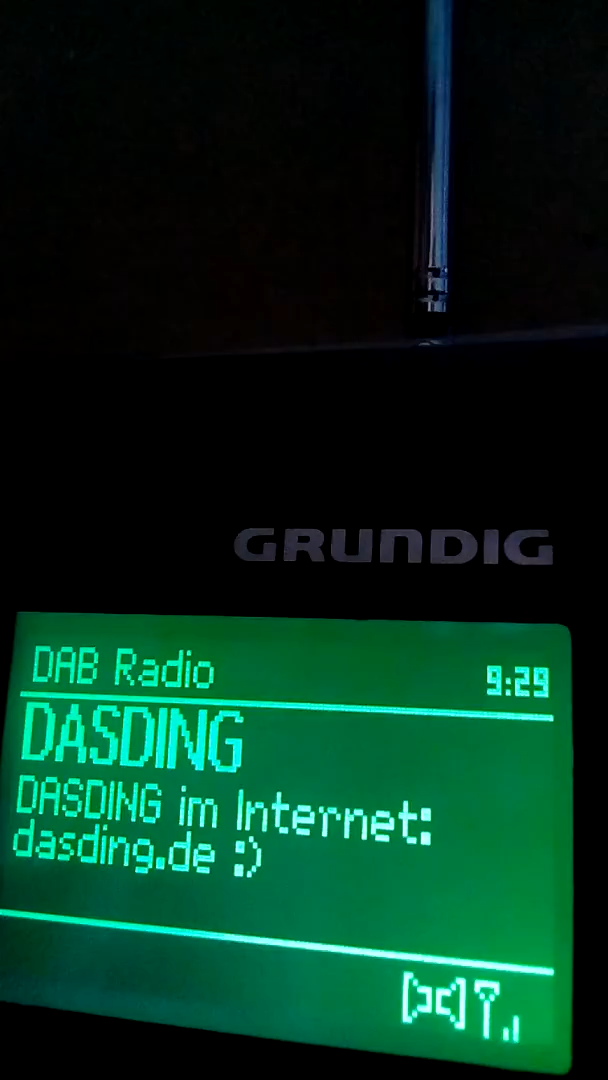 GRUNDIG
DAB Radio 9:29
DASDING
DASDING im Internet:
dasding.de :)